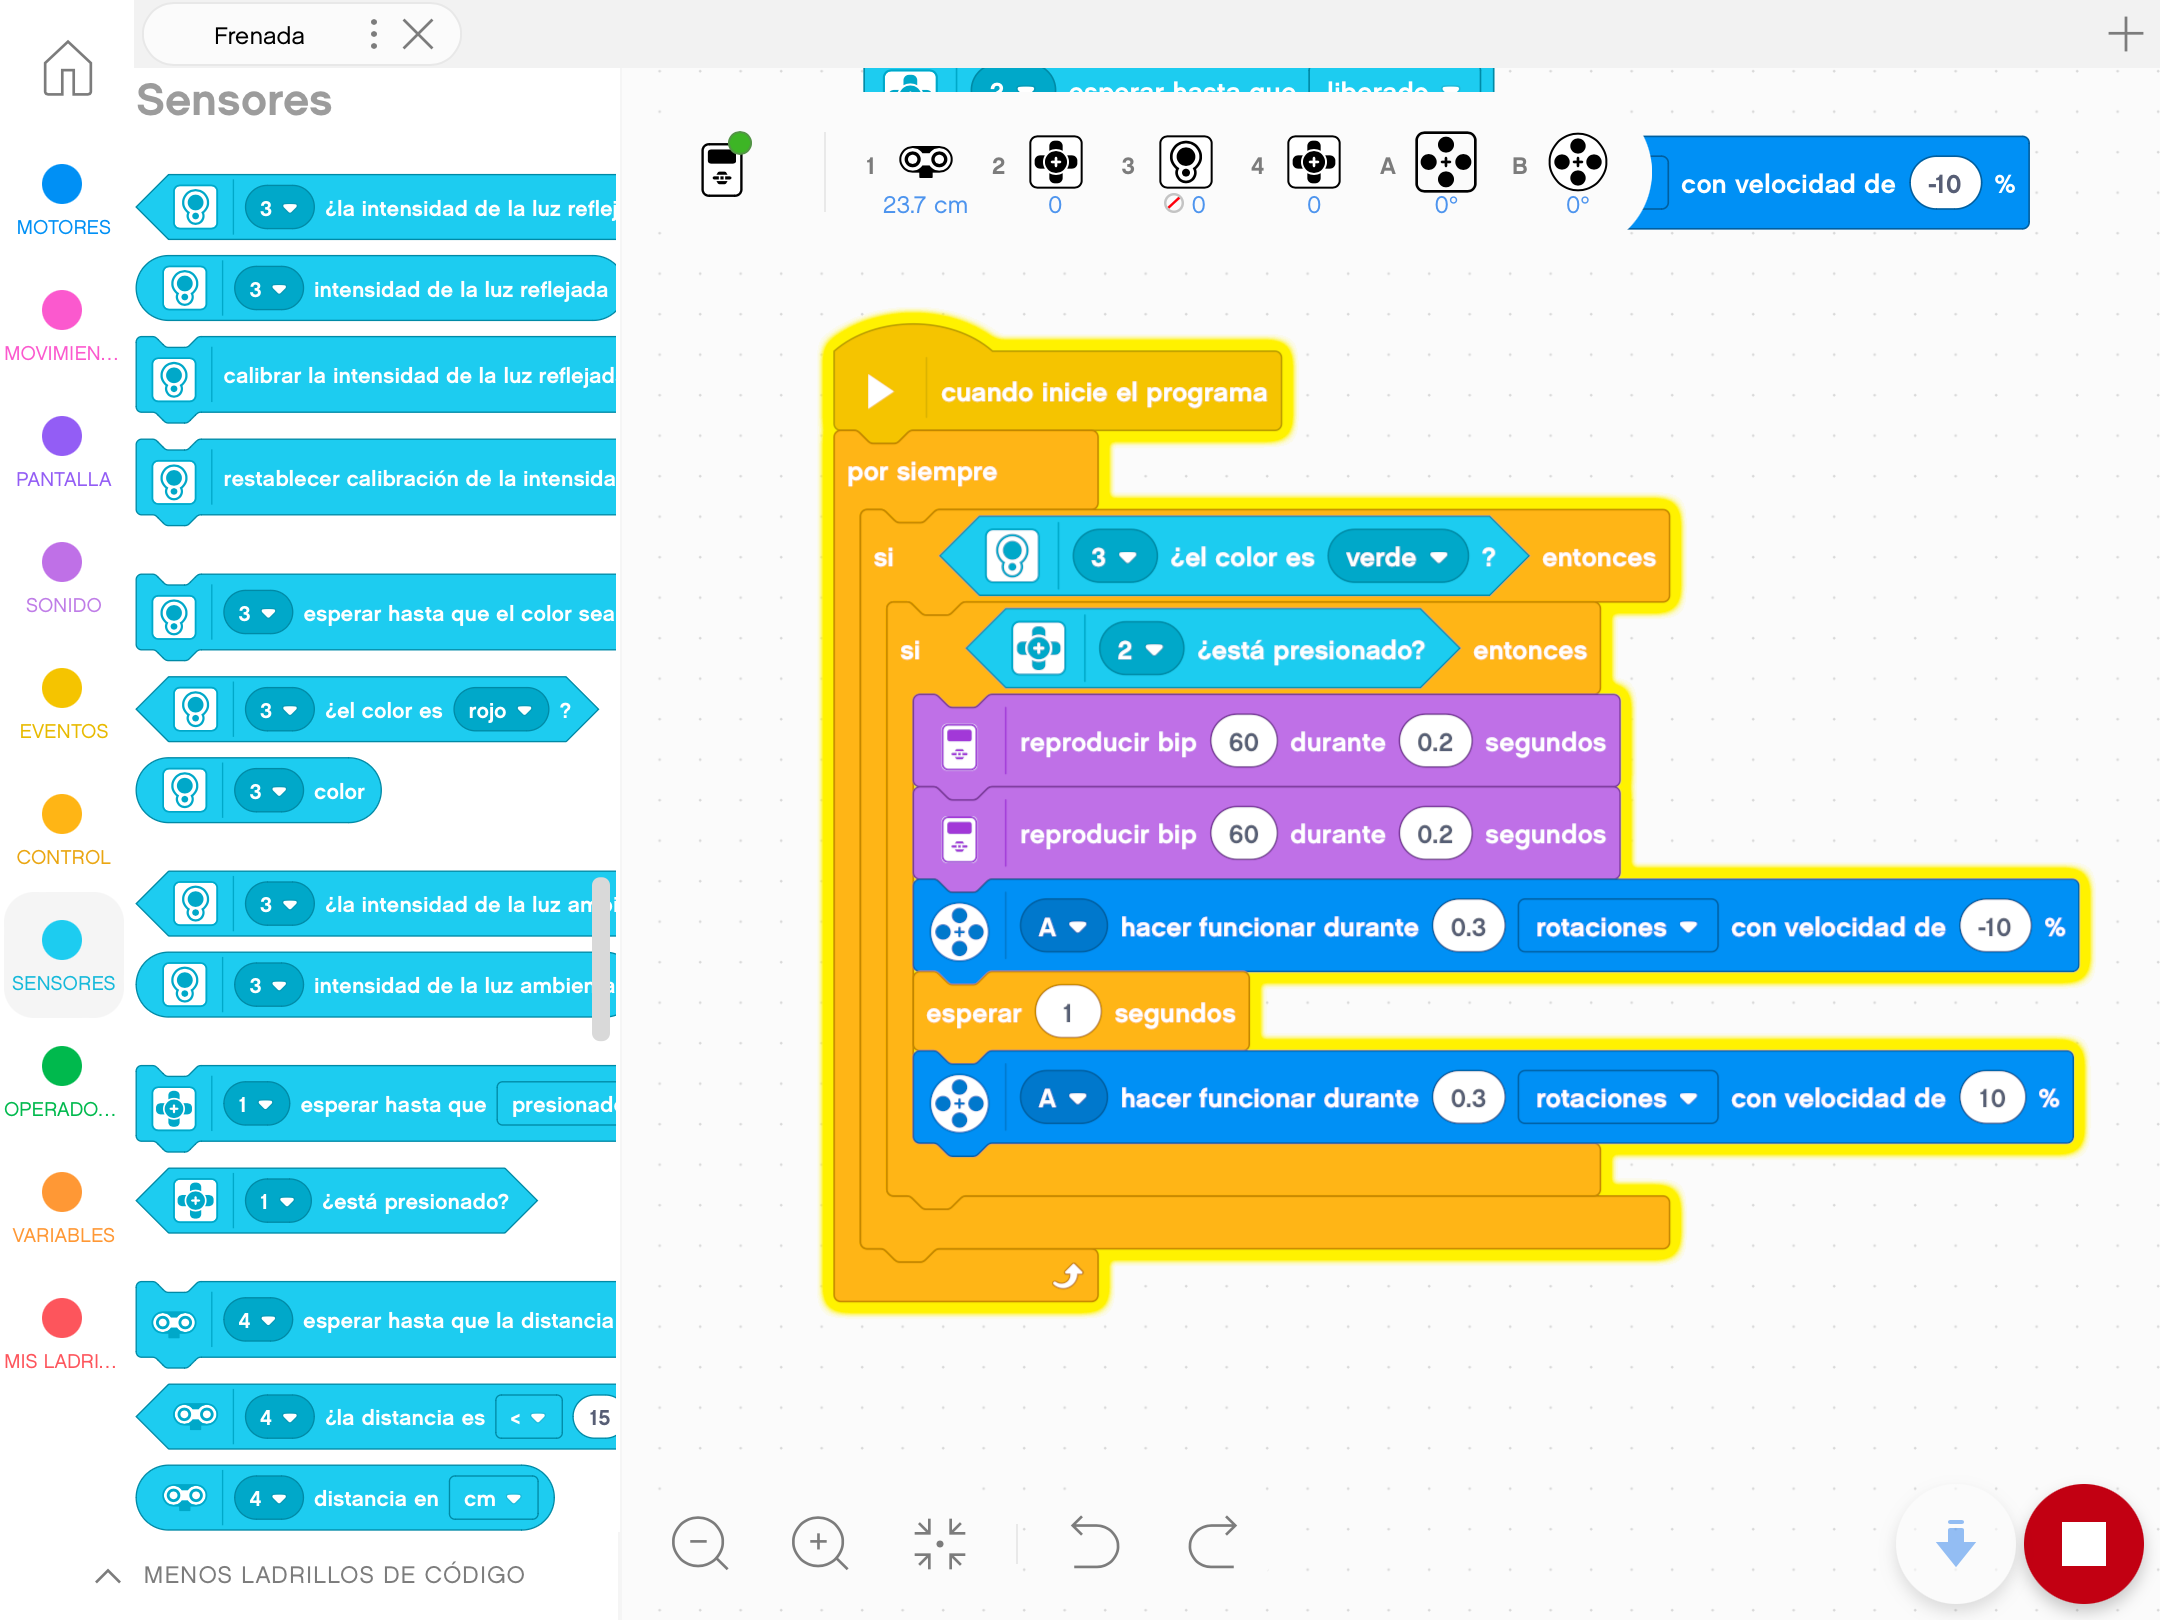 Frenada
Sensores
MOTORES
MOVIMIEN...
PANTALLA
SONIDO
EVENTOS
CONTROL
SENSORES
OPERADO...
VARIABLES
MIS LADRI...
3 ¿la intensidad de la luz reflej
3 intensidad de la luz reflejada
calibrar la intensidad de la luz reflejad
restablecer calibración de la intensida
3 esperar hasta que el color sea
3 ¿el color es rojo ?
3 color
3 ¿la intensidad de la luz amb
3 intensidad de la luz ambien a
1 esperar hasta que presionad
1 ¿está presionado?
4 esperar hasta que la distancia
4 ¿la distancia es < 15
4 distancia en cm
MENOS LADRILLOS DE CÓDIGO
2 esperar hasta que liberado
1 2 3 4 A B
23.7 cm 0 0 0 0° 0°
con velocidad de -10 %
cuando inicie el programa
por siempre
si 3 ¿el color es verde ? entonces
si 2 ¿está presionado? entonces
reproducir bip 60 durante 0.2 segundos
reproducir bip 60 durante 0.2 segundos
A hacer funcionar durante 0.3 rotaciones con velocidad de -10 %
esperar 1 segundos
A hacer funcionar durante 0.3 rotaciones con velocidad de 10 %